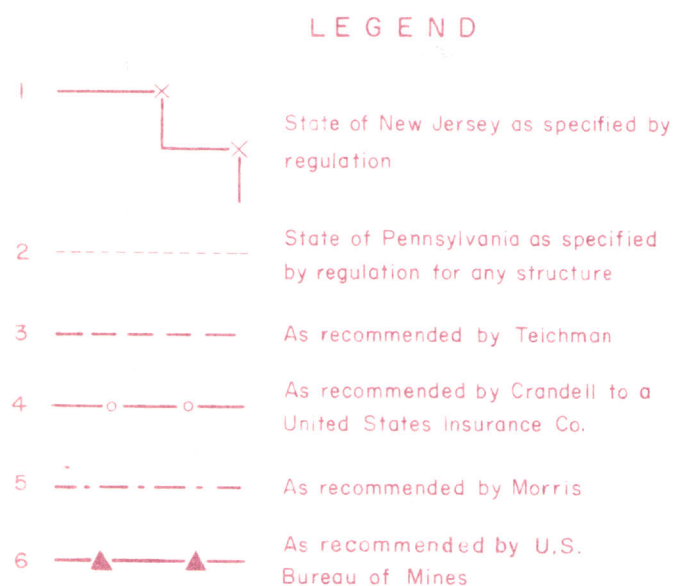 LEGEND
1
State of New Jersey as specified by
regulation
2
State of Pennsylvania as specified
by regulation for any structure
3
As recommended by Teichman
4
As recommended by Crandell to a
United States Insurance Co.
5
As recommended by Morris
6
As recommended by U.S.
Bureau of Mines